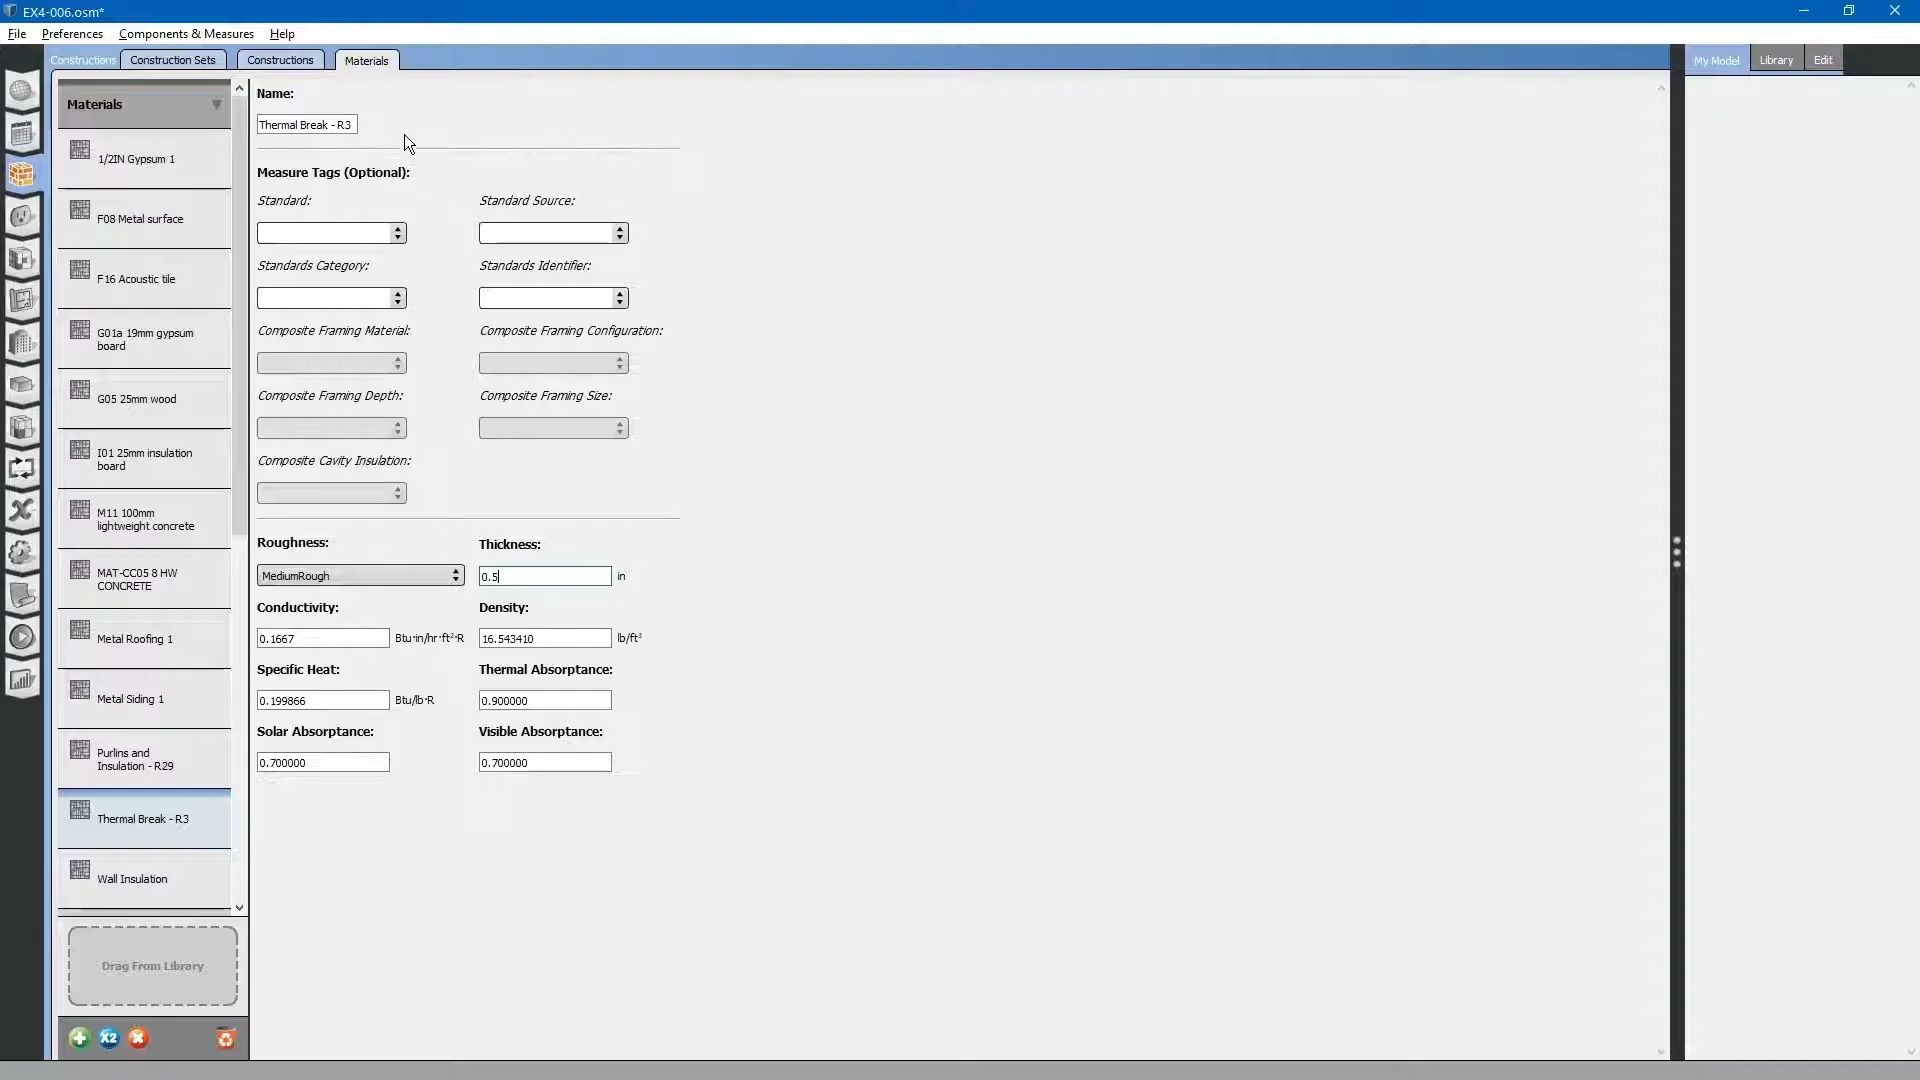 EX4-006.osm*
File Preferences Components & Measures Help
Constructions Construction Sets Constructions Materials
My Model Library Edit
Materials
1/2IN Gypsum 1
F08 Metal surface
F16 Acoustic tile
G01a 19mm gypsum
board
G05 25mm wood
I01 25mm insulation
board
M11 100mm
lightweight concrete
MAT-CC05 8 HW
CONCRETE
Metal Roofing 1
Metal Siding 1
Purlins and
Insulation - R29
Thermal Break - R3
Wall Insulation
Drag From Library
X2
Name:
Thermal Break - R3
Measure Tags (Optional):
Standard: Standard Source:
Standards Category: Standards Identifier:
Composite Framing Material: Composite Framing Configuration:
Composite Framing Depth: Composite Framing Size:
Composite Cavity Insulation:
Roughness: Thickness:
MediumRough 0.5 in
Conductivity: Density:
0.1667 Btu·in/hr·ft²·R 16.543410 lb/ft³
Specific Heat: Thermal Absorptance:
0.199866 Btu/lb·R 0.900000
Solar Absorptance: Visible Absorptance:
0.700000 0.700000